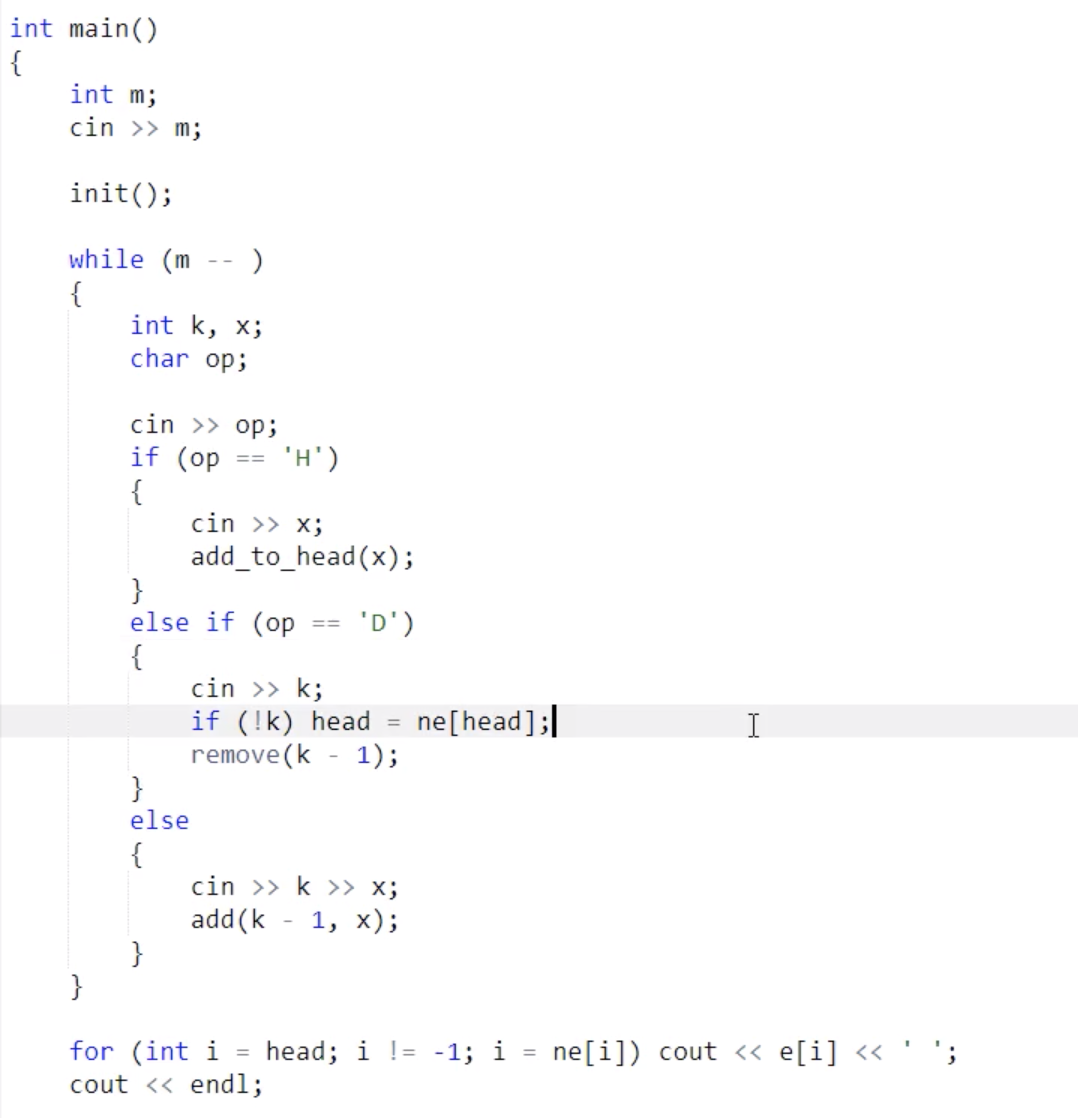 int main()
{
    int m;
    cin >> m;

    init();

    while (m -- )
    {
        int k, x;
        char op;

        cin >> op;
        if (op == 'H')
        {
            cin >> x;
            add_to_head(x);
        }
        else if (op == 'D')
        {
            cin >> k;
            if (!k) head = ne[head];
            remove(k - 1);
        }
        else
        {
            cin >> k >> x;
            add(k - 1, x);
        }
    }

    for (int i = head; i != -1; i = ne[i]) cout << e[i] << ' ';
    cout << endl;